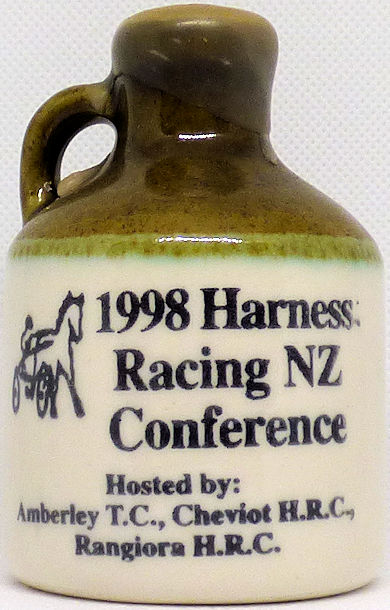 1998 Harness
Racing NZ
Conference
Hosted by:
Amberley T.C., Cheviot H.R.C.,
Rangiora H.R.C.